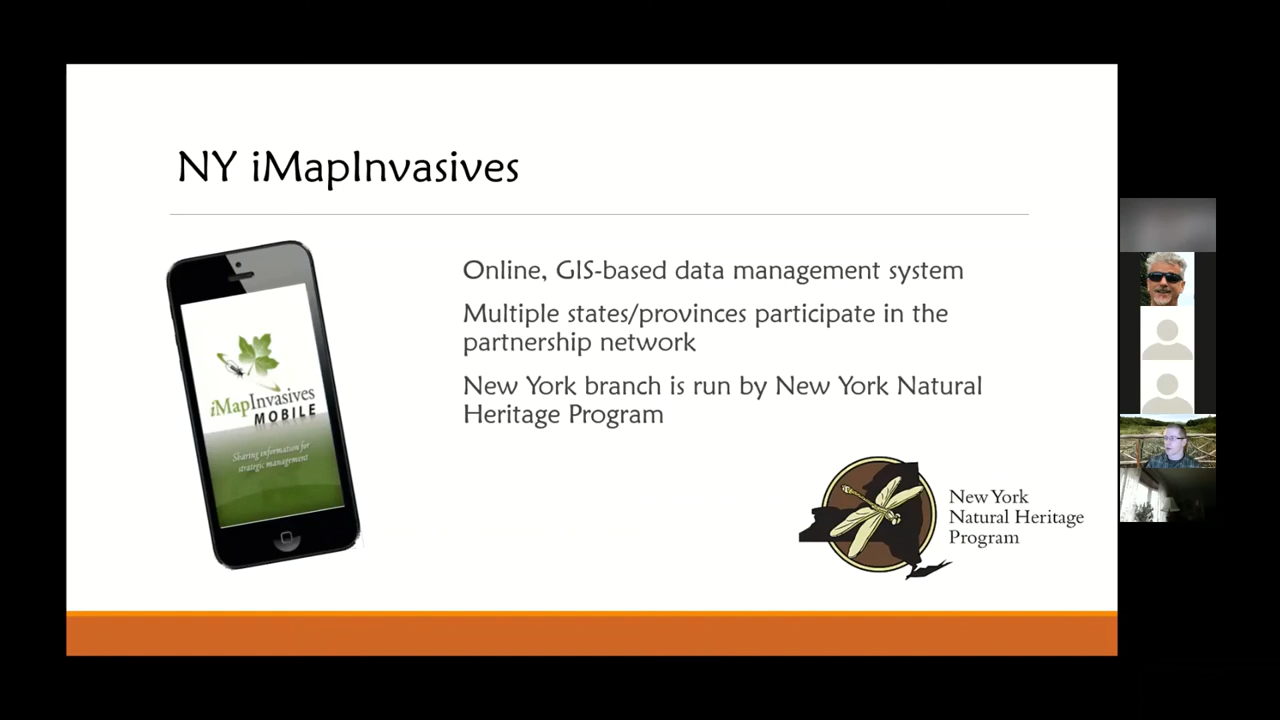 NY iMapInvasives
Online, GIS-based data management system
Multiple states/provinces participate in the
partnership network
New York branch is run by New York Natural
Heritage Program
iMapInvasives
MOBILE
Sharing information for
strategic management
New York
Natural Heritage
Program